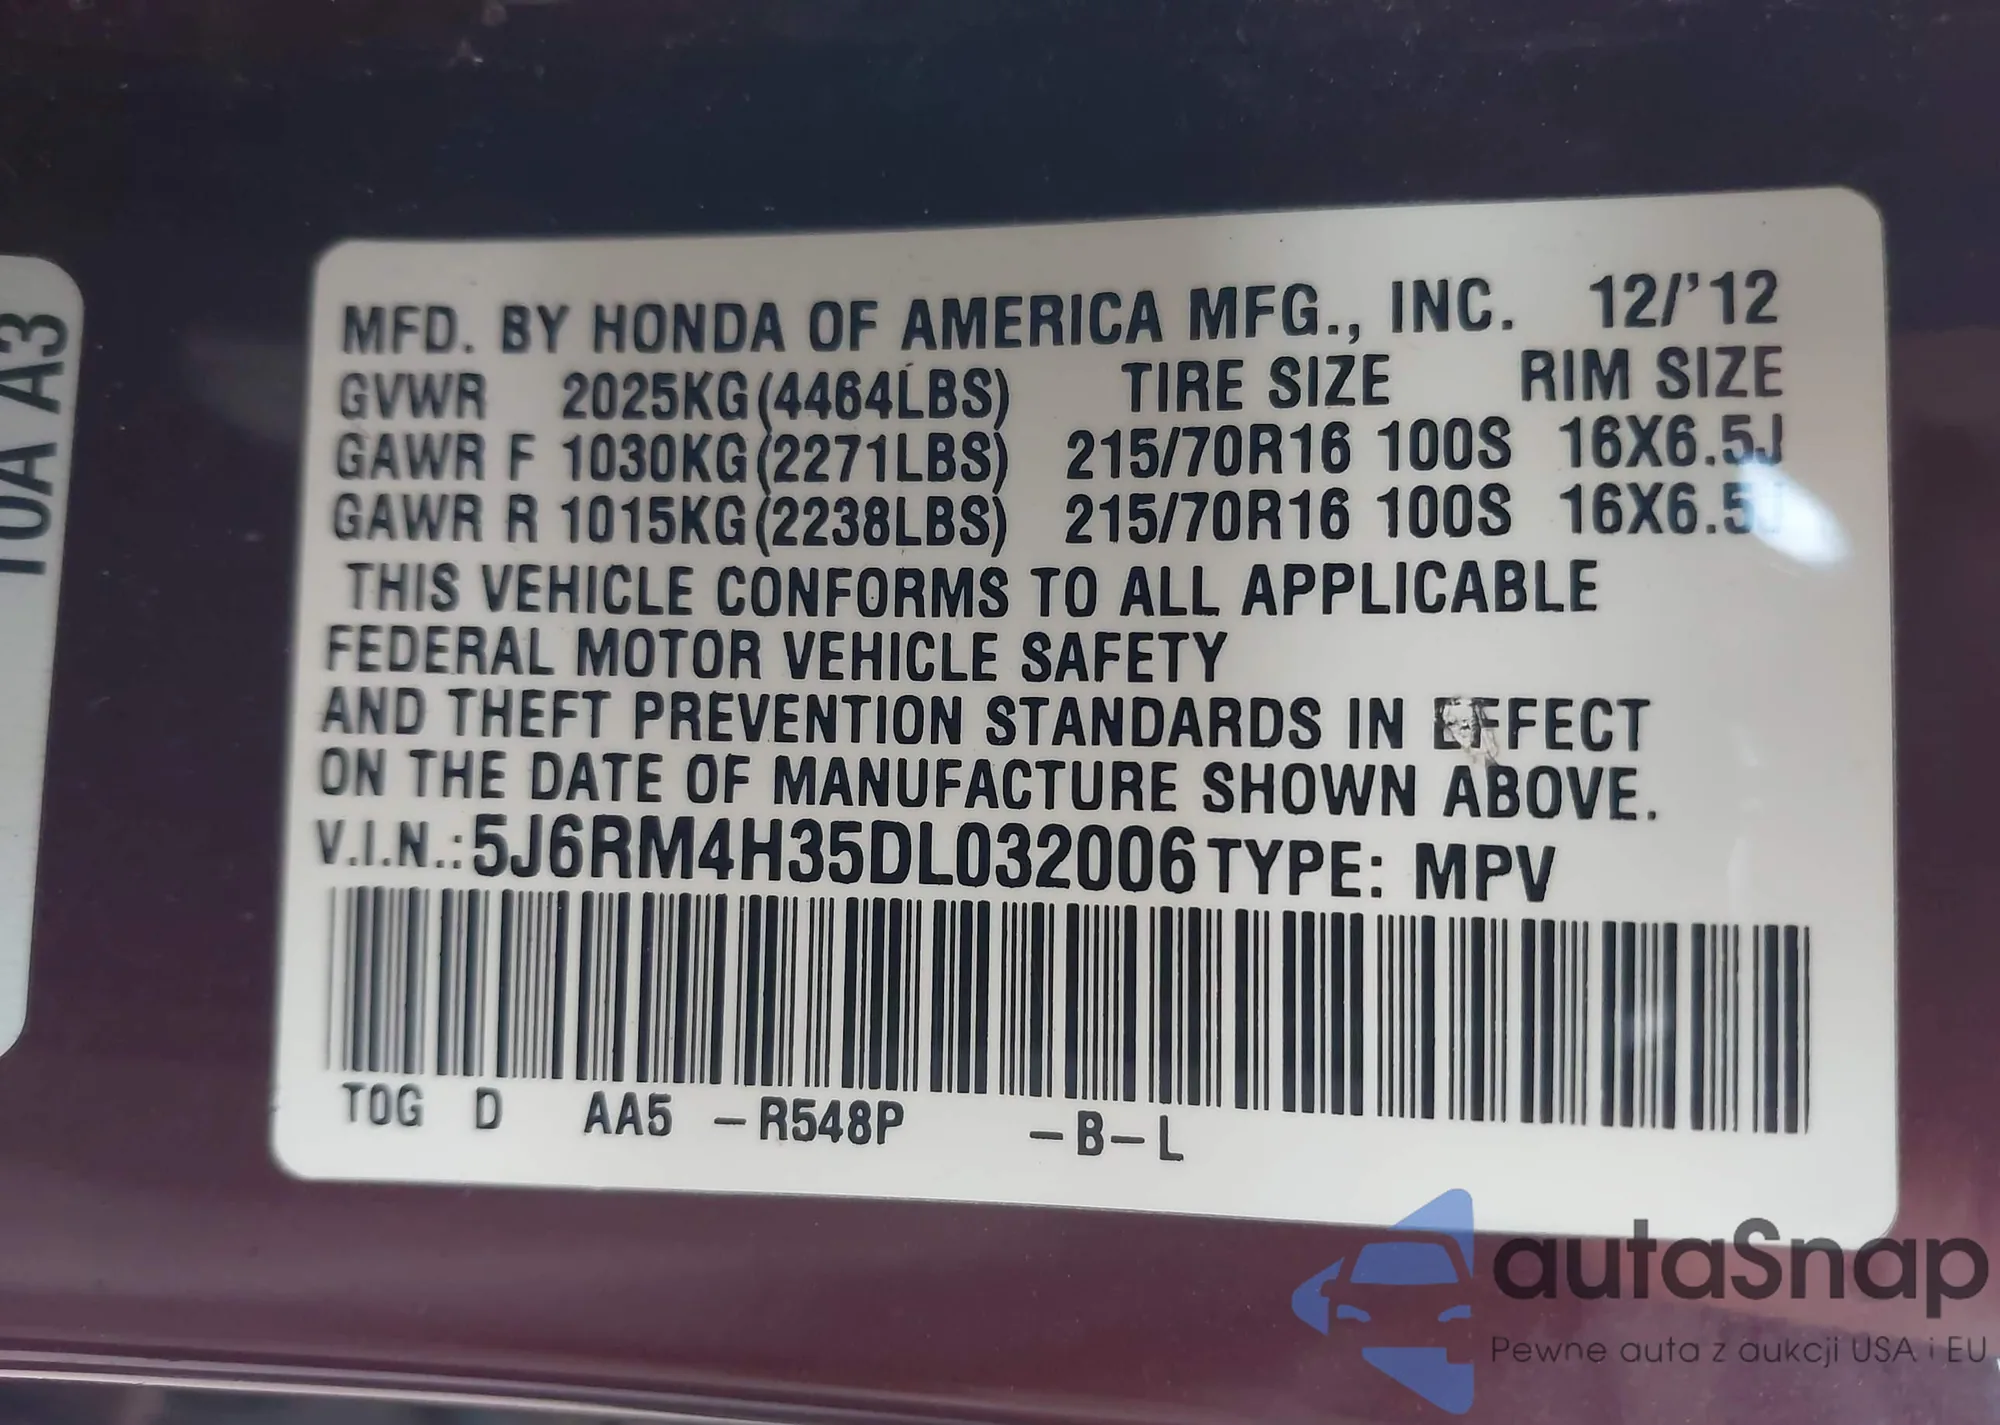 10A A3
MFD. BY HONDA OF AMERICA MFG., INC. 12/'12
GVWR 2025KG(4464LBS) TIRE SIZE RIM SIZE
GAWR F 1030KG(2271LBS) 215/70R16 100S 16X6.5J
GAWR R 1015KG(2238LBS) 215/70R16 100S 16X6.5J
THIS VEHICLE CONFORMS TO ALL APPLICABLE
FEDERAL MOTOR VEHICLE SAFETY
AND THEFT PREVENTION STANDARDS IN EFFECT
ON THE DATE OF MANUFACTURE SHOWN ABOVE.
V.I.N.:5J6RM4H35DL032006 TYPE: MPV
TOG D AA5 -R548P -B-L
autaSnap
Pewne auta z aukcji USA i EU